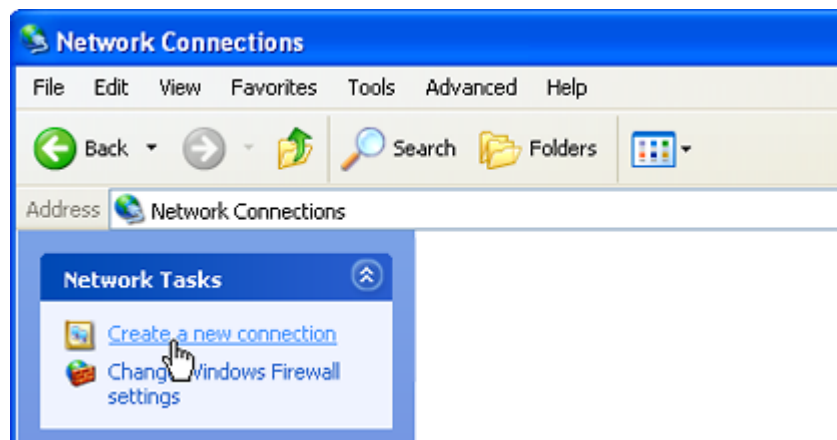 Network Connections
File Edit View Favorites Tools Advanced Help
Back Search Folders
Address Network Connections
Network Tasks
Create a new connection
Change Windows Firewall
settings